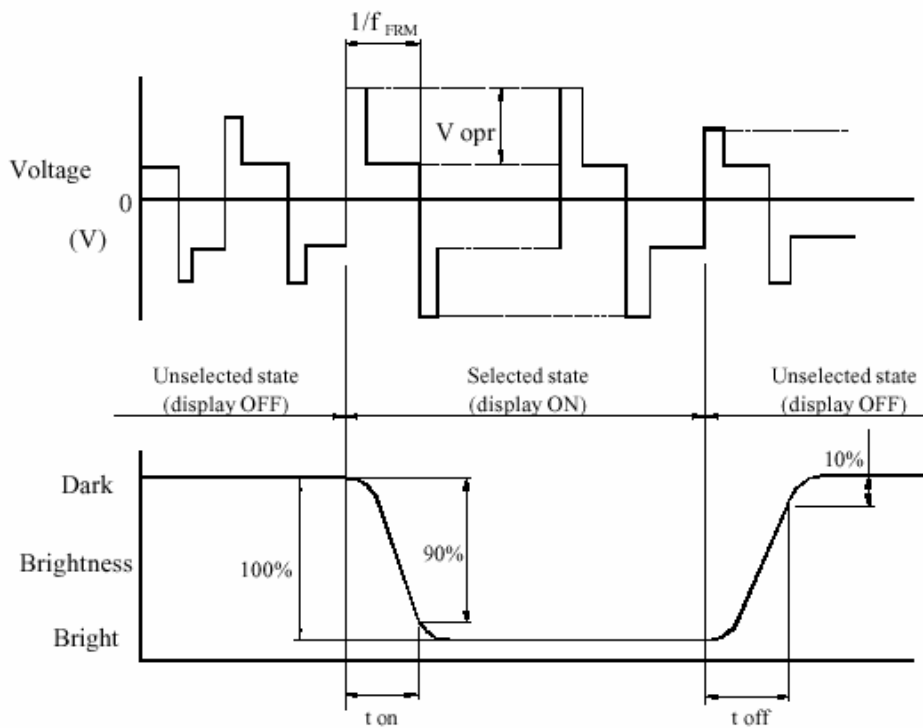 1/f FRM
V opr
Voltage
0
(V)
Unselected state
(display OFF)
Selected state
(display ON)
Unselected state
(display OFF)
10%
Dark
90%
100%
Brightness
Bright
t on
t off